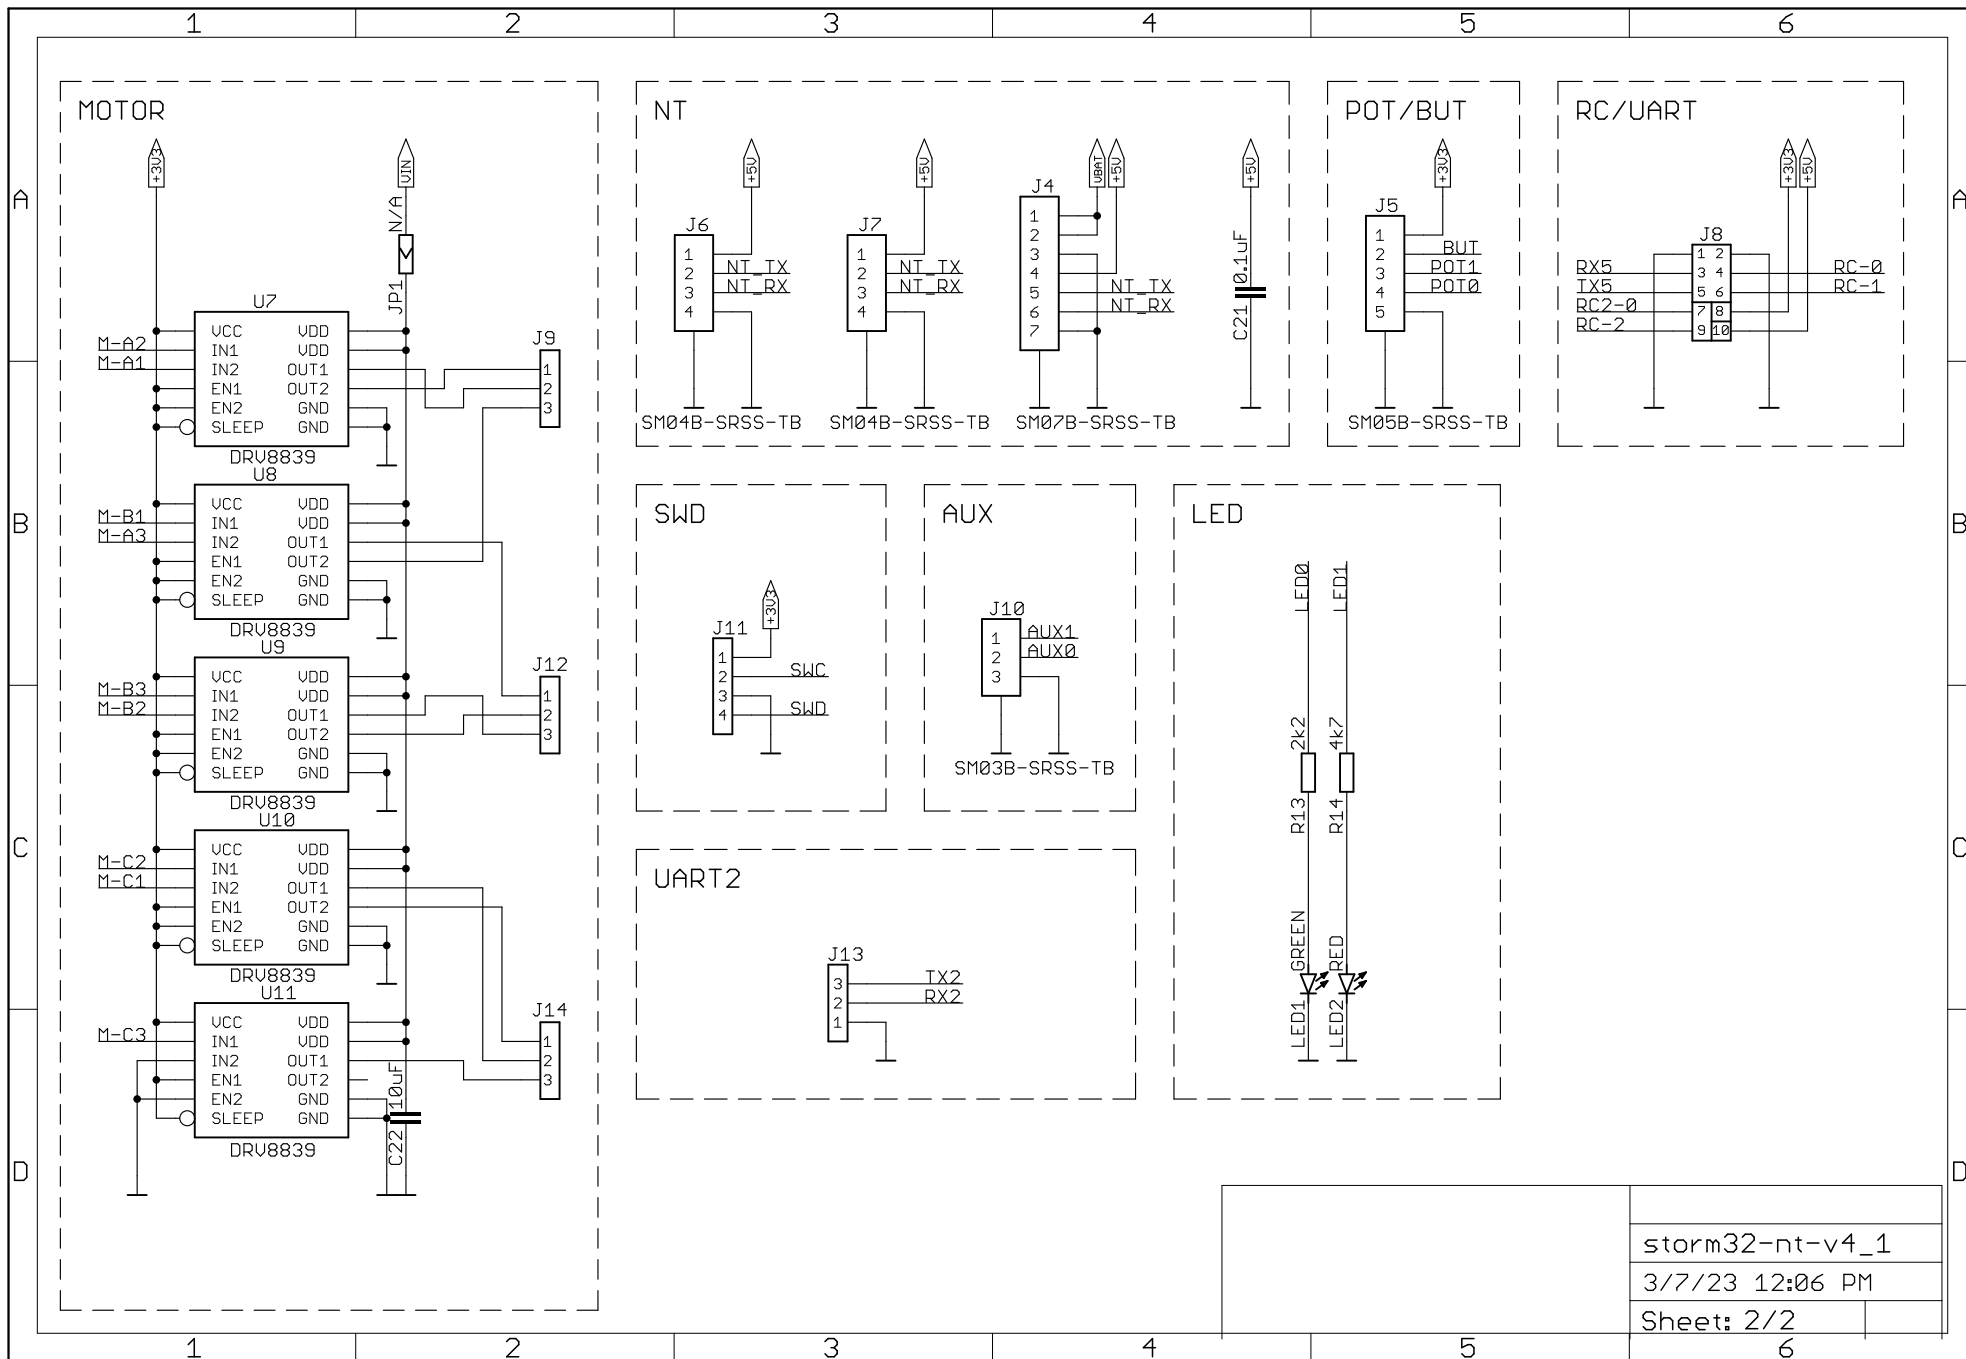 1 2 3 4 5 6
A
B
C
D
MOTOR
+3V3
VIN
N/A
JP1
U7
VCC VDD
M-A2 IN1 VDD
M-A1 IN2 OUT1
EN1 OUT2
EN2 GND
SLEEP GND
DRV8839
J9
1
2
3
U8
VCC VDD
M-B1 IN1 VDD
M-A3 IN2 OUT1
EN1 OUT2
EN2 GND
SLEEP GND
DRV8839
U9
VCC VDD
M-B3 IN1 VDD
M-B2 IN2 OUT1
EN1 OUT2
EN2 GND
SLEEP GND
DRV8839
J12
1
2
3
U10
VCC VDD
M-C2 IN1 VDD
M-C1 IN2 OUT1
EN1 OUT2
EN2 GND
SLEEP GND
DRV8839
U11
VCC VDD
M-C3 IN1 VDD
IN2 OUT1
EN1 OUT2
EN2 GND
SLEEP GND
DRV8839
J14
1
2
3
10uF
C22
NT
+5V
J6
1
2 NT_TX
3 NT_RX
4
SM04B-SRSS-TB
+5V
J7
1
2 NT_TX
3 NT_RX
4
SM04B-SRSS-TB
VBAT
+5V
J4
1
2
3
4
5 NT_TX
6 NT_RX
7
SM07B-SRSS-TB
+5V
0.1uF
C21
POT/BUT
+3V3
J5
1
2 BUT
3 POT1
4 POT0
5
SM05B-SRSS-TB
RC/UART
+3V3
+5V
J8
1 2
RX5 3 4 RC-0
TX5 5 6 RC-1
RC2-0 7 8
RC-2 9 10
SWD
+3V3
J11
1
2 SWC
3
4 SWD
AUX
J10
1 AUX1
2 AUX0
3
SM03B-SRSS-TB
LED
LED0
LED1
2k2
4k7
R13
R14
GREEN
RED
LED1
LED2
UART2
J13
3 TX2
2 RX2
1
storm32-nt-v4_1
3/7/23 12:06 PM
Sheet: 2/2
A
B
C
D
1 2 3 4 5 6